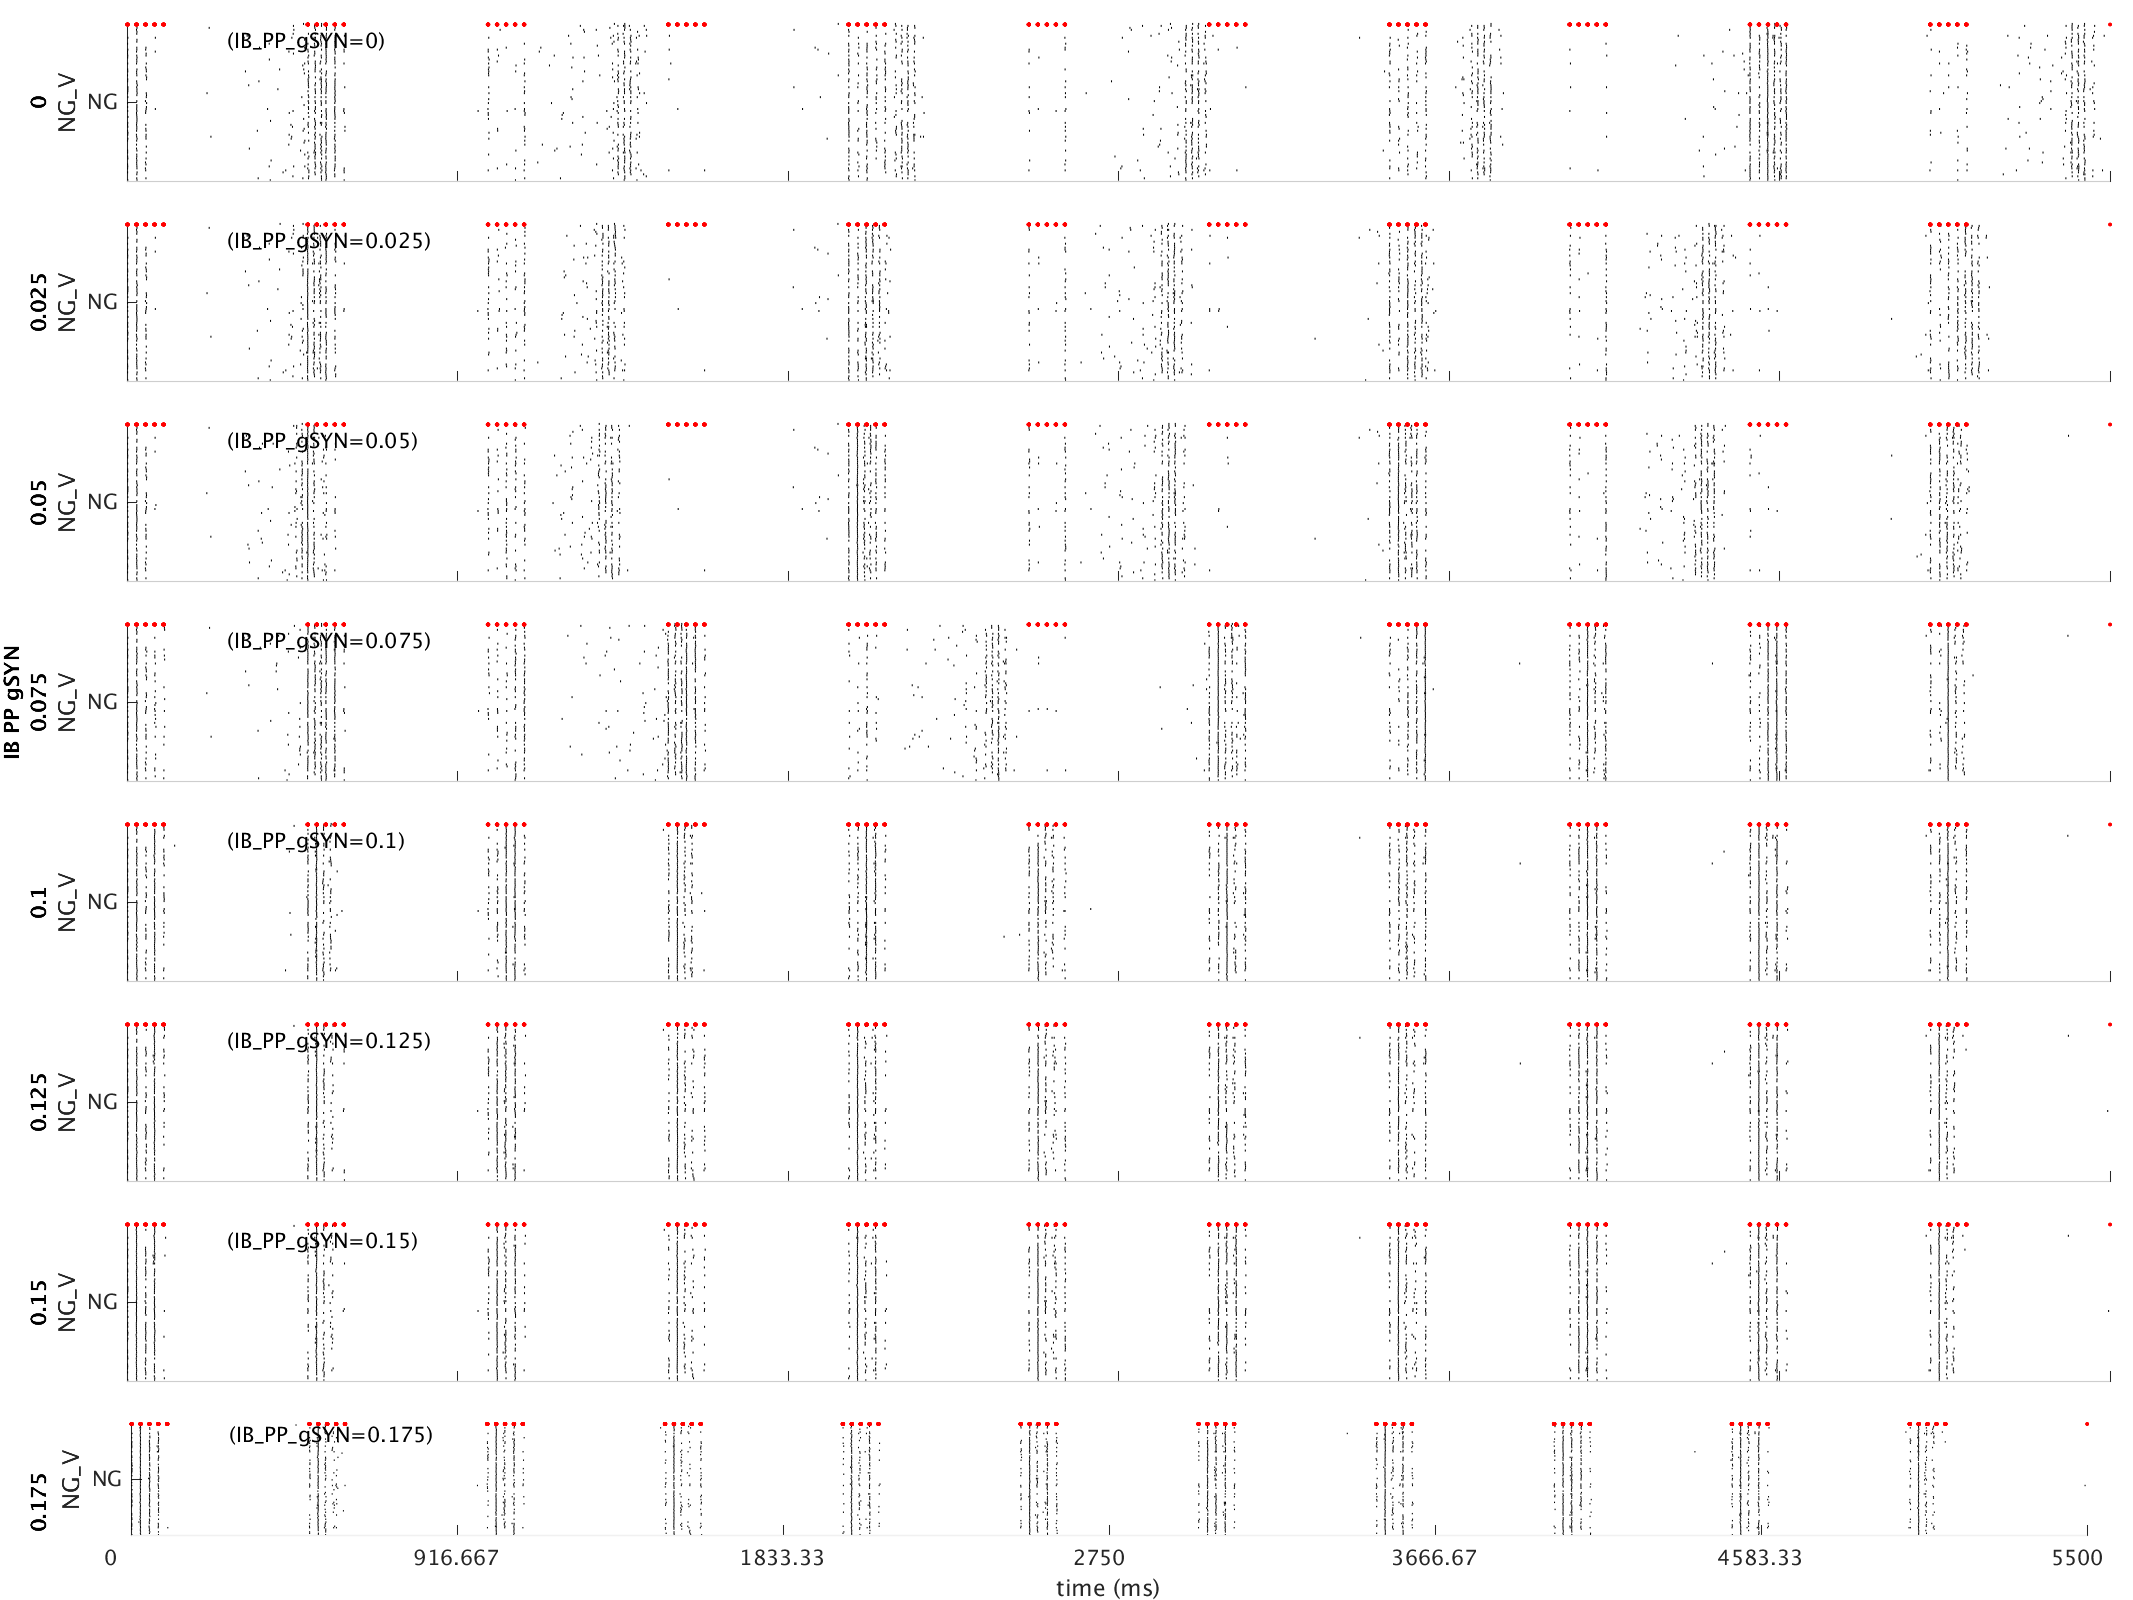 IB PP gSYN
0
NG_V
NG
(IB_PP_gSYN=0)
0.025
NG_V
NG
(IB_PP_gSYN=0.025)
0.05
NG_V
NG
(IB_PP_gSYN=0.05)
0.075
NG_V
NG
(IB_PP_gSYN=0.075)
0.1
NG_V
NG
(IB_PP_gSYN=0.1)
0.125
NG_V
NG
(IB_PP_gSYN=0.125)
0.15
NG_V
NG
(IB_PP_gSYN=0.15)
0.175
NG_V
NG
(IB_PP_gSYN=0.175)
0 916.667 1833.33 2750 3666.67 4583.33 5500
time (ms)